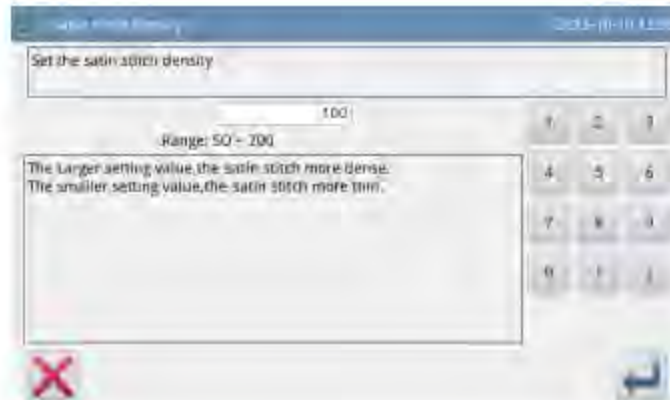 Set the satin stitch density
100
Range: 50 ~ 200
The Larger setting value,the satin stitch more dense.
The smaller setting value,the satin stitch more thin.
1 2 3
4 5 6
7 8 9
0